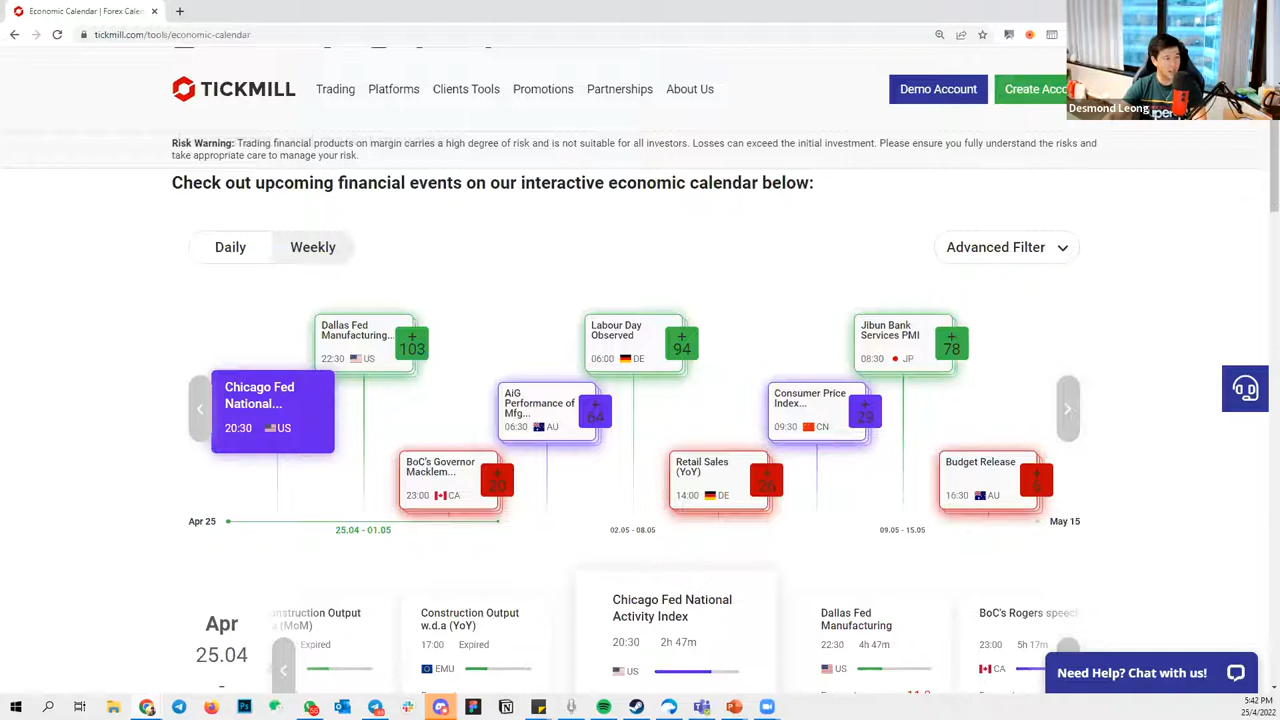 Economic Calendar | Forex Cale
tickmill.com/tools/economic-calendar
Desmond Leong
TICKMILL
Trading
Platforms
Clients Tools
Promotions
Partnerships
About Us
Demo Account
Create Acco
Risk Warning: Trading financial products on margin carries a high degree of risk and is not suitable for all investors. Losses can exceed the initial investment. Please ensure you fully understand the risks and
take appropriate care to manage your risk.
Check out upcoming financial events on our interactive economic calendar below:
Daily
Weekly
Advanced Filter
Dallas Fed
Manufacturing...
22:30 US
+
103
Labour Day
Observed
06:00 DE
+
94
Jibun Bank
Services PMI
08:30 JP
+
78
Chicago Fed
National...
20:30 US
AiG
Performance of
Mfg...
06:30 AU
+
64
Consumer Price
Index...
09:30 CN
+
29
BoC's Governor
Macklem...
23:00 CA
+
20
Retail Sales
(YoY)
14:00 DE
+
26
Budget Release
16:30 AU
+
6
Apr 25
25.04 - 01.05
02.05 - 08.05
09.05 - 15.05
May 15
Apr
25.04
-
nstruction Output
(MoM)
Expired
Construction Output
w.d.a (YoY)
17:00 Expired
EMU
Chicago Fed National
Activity Index
20:30 2h 47m
US
Dallas Fed
Manufacturing
22:30 4h 47m
US
BoC's Rogers speec
23:00 5h 17m
CA
Need Help? Chat with us!
5:42 PM
25/4/2022